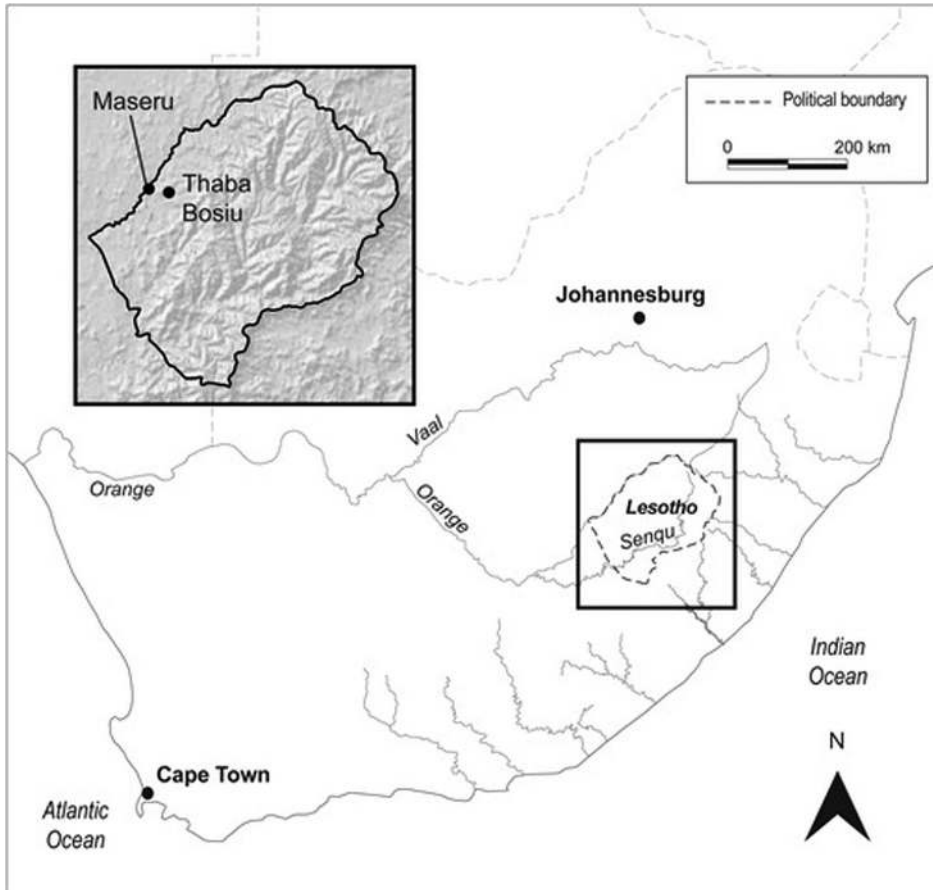 Maseru
Thaba
Bosiu
Political boundary
0 200 km
Johannesburg
Vaal
Orange
Orange
Lesotho
Senqu
Indian
Ocean
N
Cape Town
Atlantic
Ocean